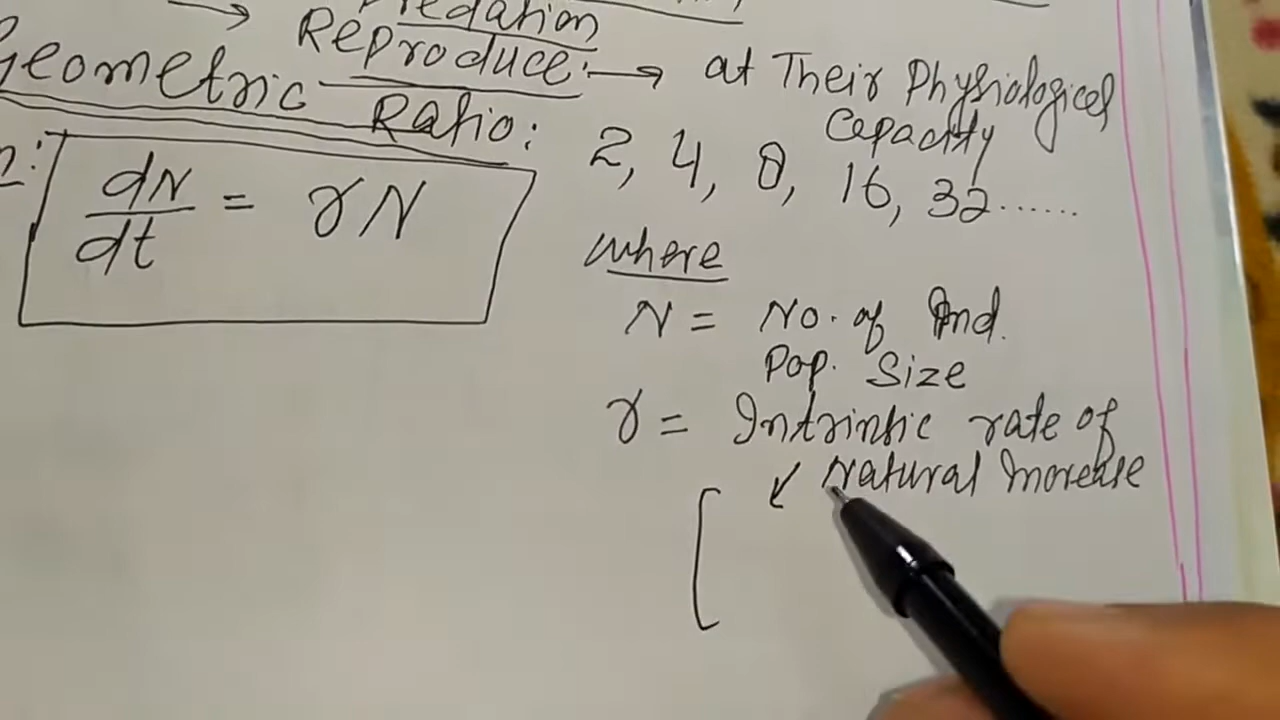 Predation
Reproduce: → at Their Physiological
Capacity
Geometric Ratio: 2, 4, 8, 16, 32......
dN/dt = rN
where
N = No. of Ind.
Pop. Size
r = Intrinsic rate of
Natural Increase